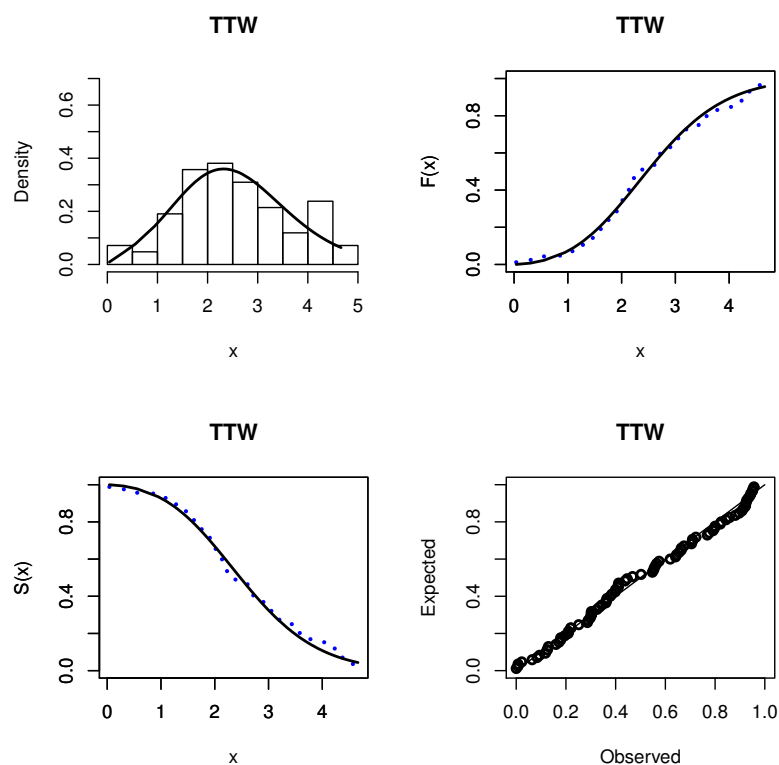 TTW
Density
0.0 0.2 0.4 0.6
0 1 2 3 4 5
x
TTW
F(x)
0.0 0.4 0.8
0 1 2 3 4
x
TTW
S(x)
0.0 0.4 0.8
0 1 2 3 4
x
TTW
Expected
0.0 0.4 0.8
0.0 0.2 0.4 0.6 0.8 1.0
Observed